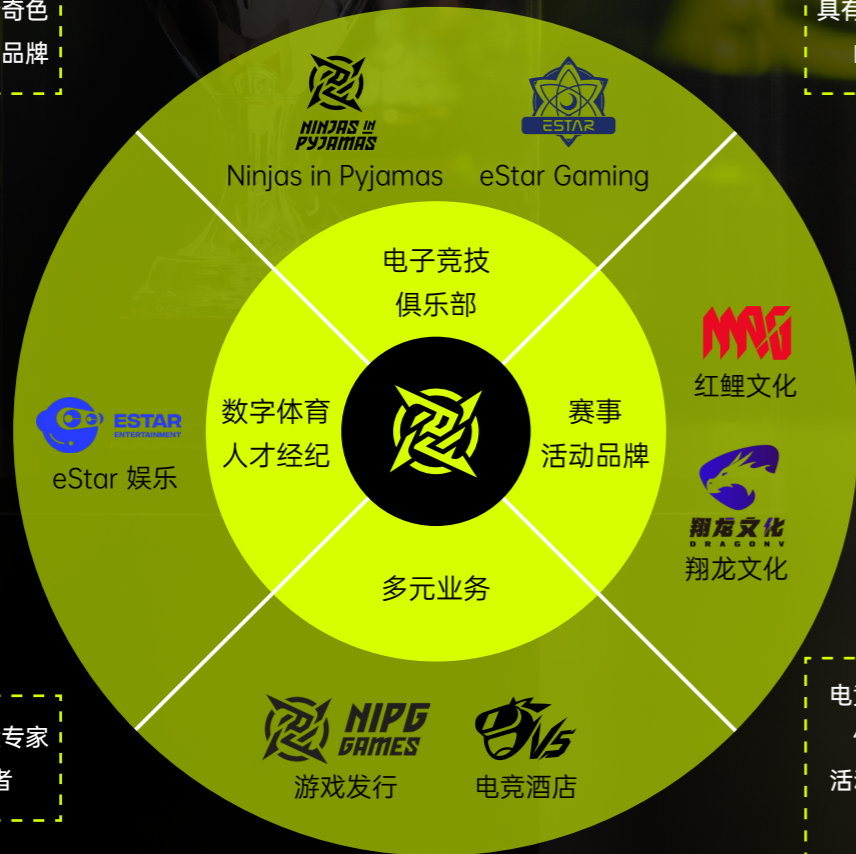 奇色
品牌
具有
NINJAS IN
PYJAMAS
ESTAR
Ninjas in Pyjamas
eStar Gaming
电子竞技
俱乐部
ESTAR
ENTERTAINMENT
eStar 娱乐
数字体育
人才经纪
赛事
活动品牌
红鲤文化
翔龙文化
DRAGONV
翔龙文化
多元业务
NIPG
GAMES
游戏发行
VS
电竞酒店
专家
者
电
活